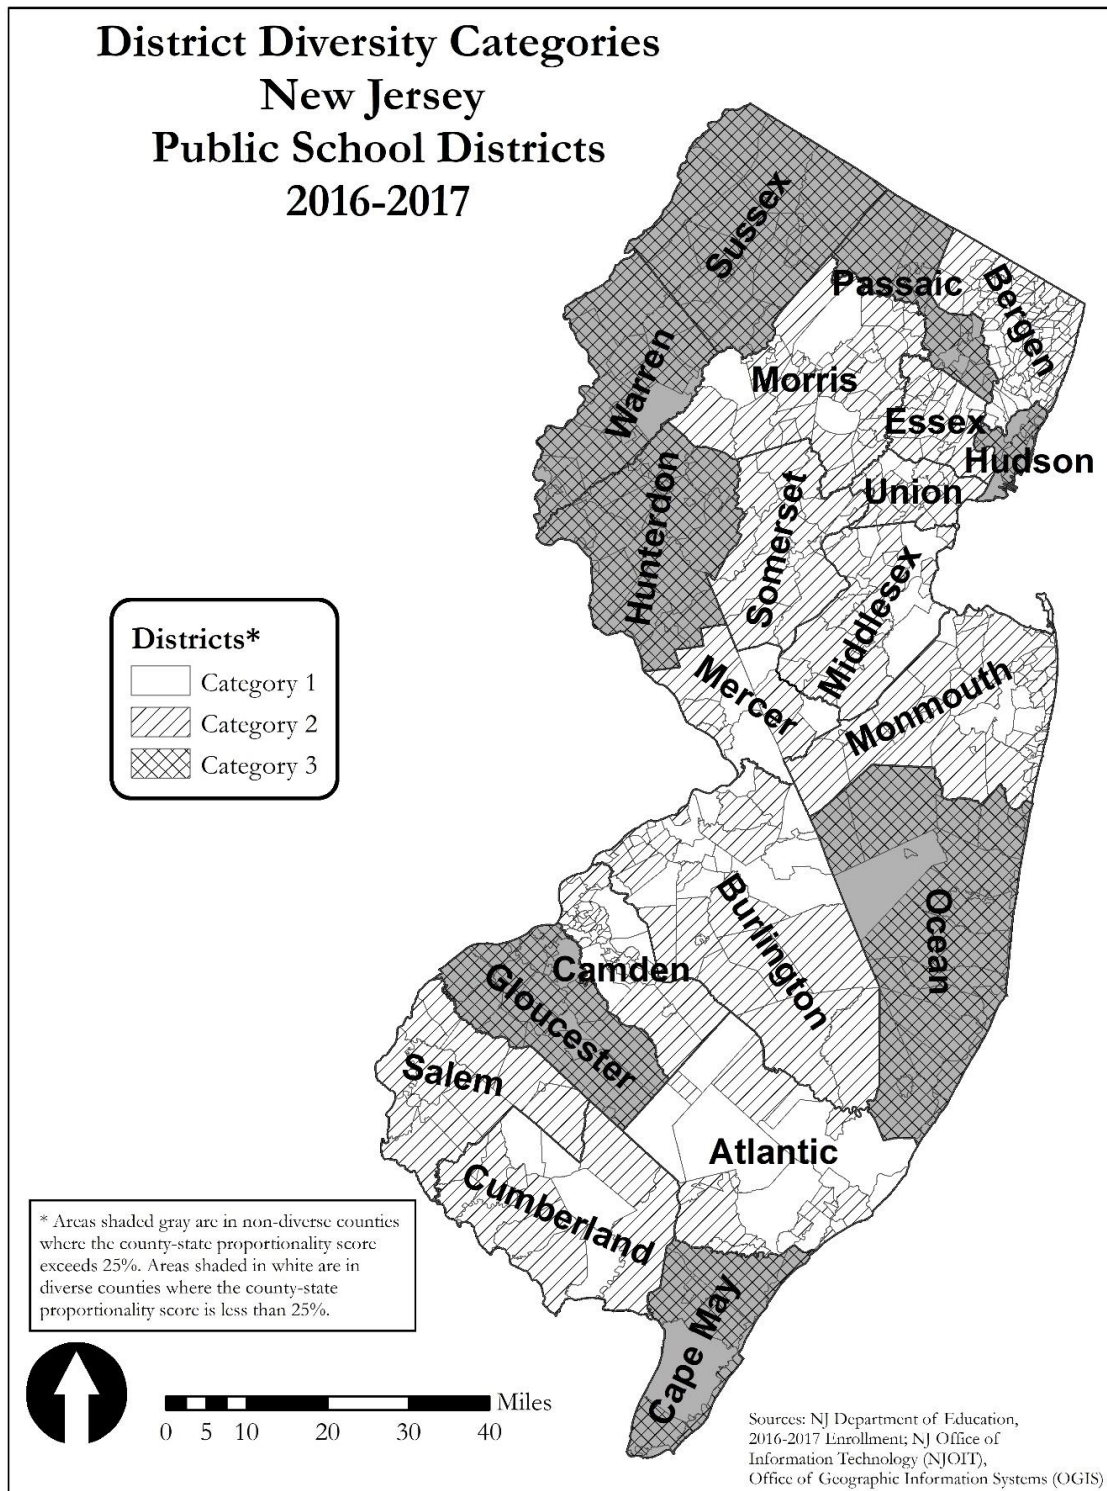 District Diversity Categories
New Jersey
Public School Districts
2016-2017
Sussex
Passaic
Bergen
Warren
Morris
Essex
Hudson
Union
Hunterdon
Somerset
Middlesex
Mercer
Monmouth
Districts*
Category 1
Category 2
Category 3
Burlington
Ocean
Camden
Gloucester
Salem
Atlantic
Cumberland
Cape May
* Areas shaded gray are in non-diverse counties
where the county-state proportionality score
exceeds 25%. Areas shaded in white are in
diverse counties where the county-state
proportionality score is less than 25%.
Miles
0 5 10 20 30 40
Sources: NJ Department of Education,
2016-2017 Enrollment; NJ Office of
Information Technology (NJOIT),
Office of Geographic Information Systems (OGIS)